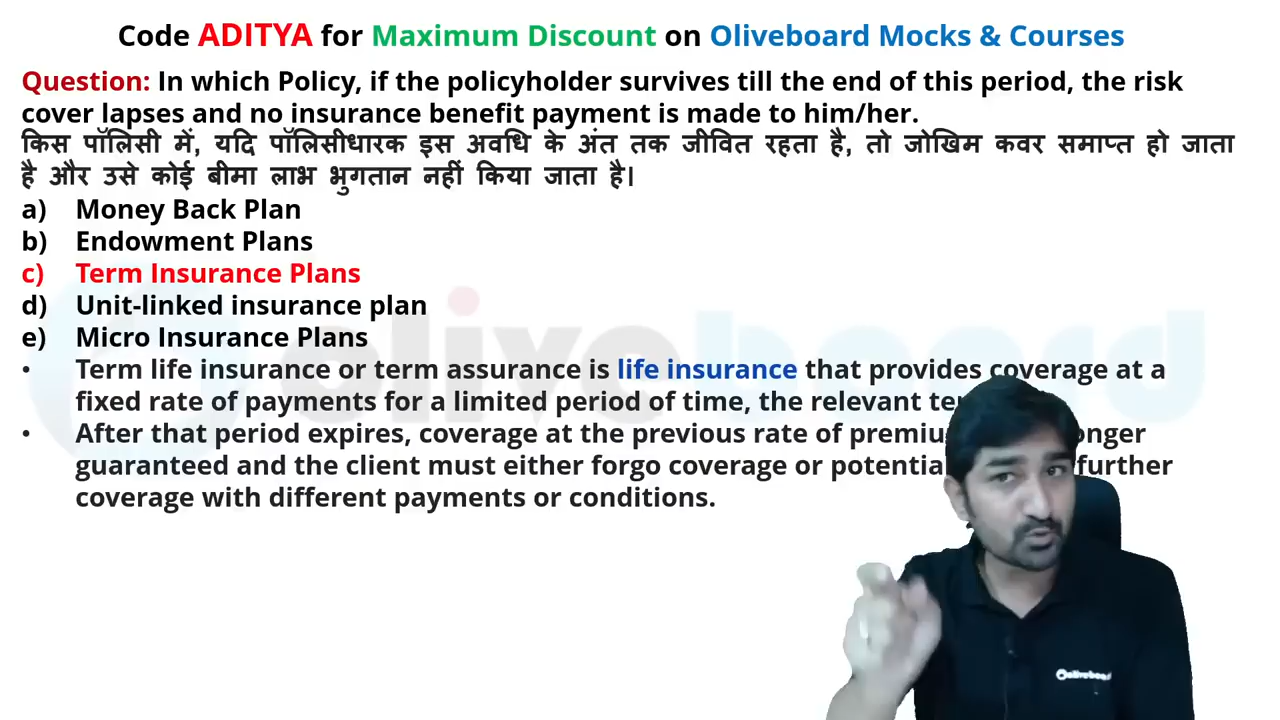 Code ADITYA for Maximum Discount on Oliveboard Mocks & Courses
Question: In which Policy, if the policyholder survives till the end of this period, the risk
cover lapses and no insurance benefit payment is made to him/her.
किस पॉलिसी में, यदि पॉलिसीधारक इस अवधि के अंत तक जीवित रहता है, तो जोखिम कवर समाप्त हो जाता
है और उसे कोई बीमा लाभ भुगतान नहीं किया जाता है।
a) Money Back Plan
b) Endowment Plans
c) Term Insurance Plans
d) Unit-linked insurance plan
e) Micro Insurance Plans
oliveboard
• Term life insurance or term assurance is life insurance that provides coverage at a
fixed rate of payments for a limited period of time, the relevant
• After that period expires, coverage at the previous rate of
guaranteed and the client must either forgo coverage or further
coverage with different payments or conditions.